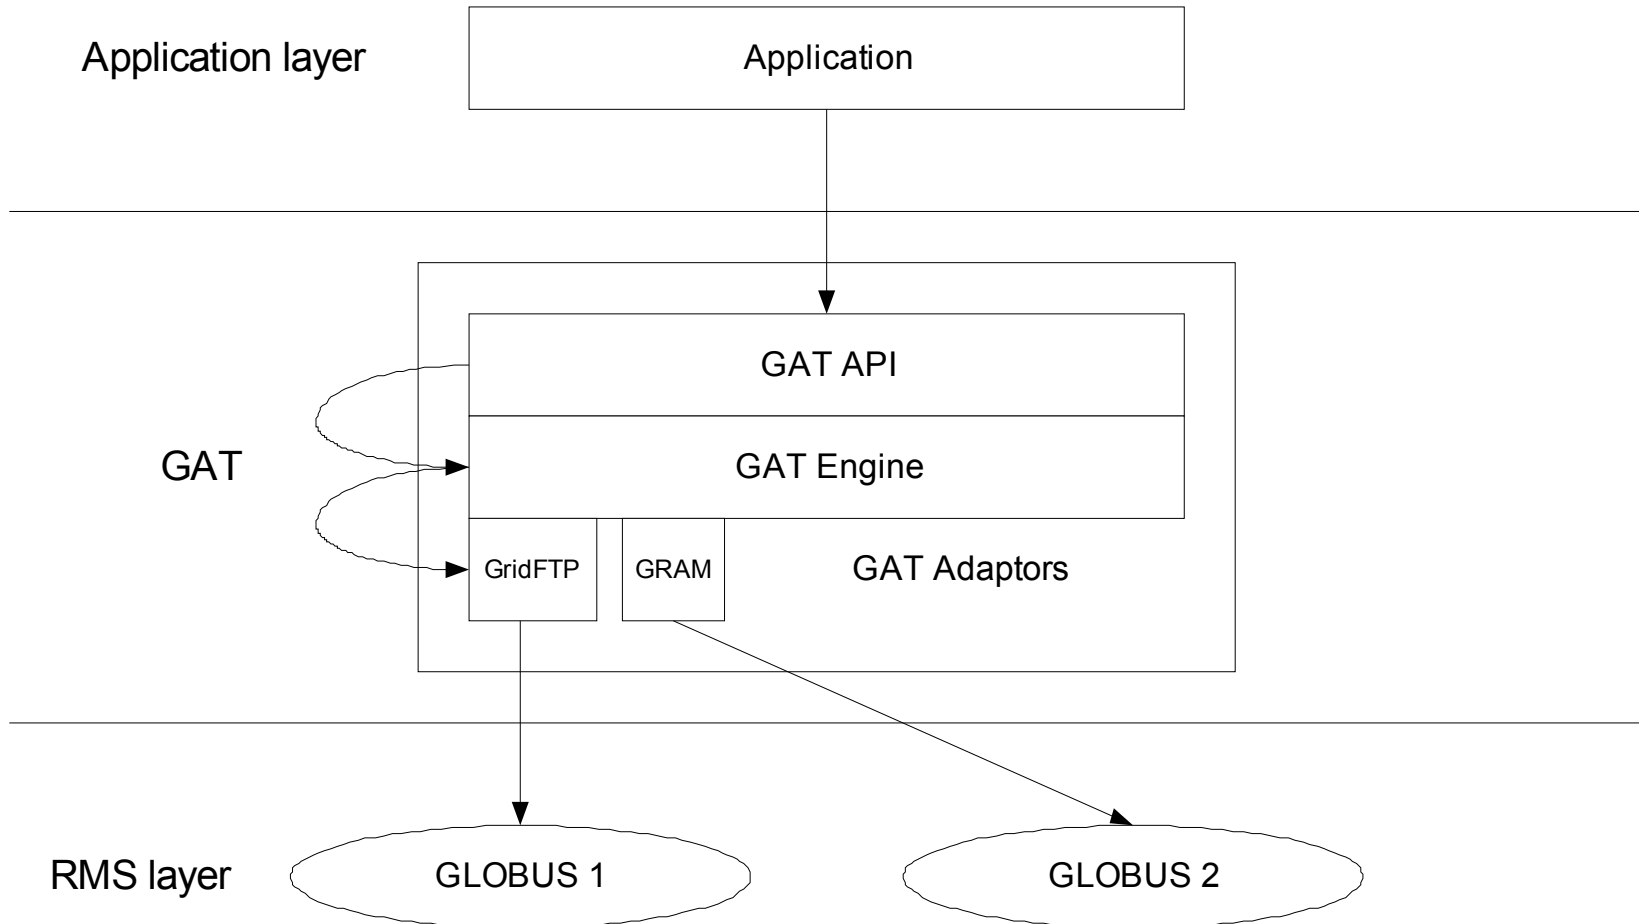 Application layer
Application
GAT API
GAT
GAT Engine
GridFTP
GRAM
GAT Adaptors
RMS layer
GLOBUS 1
GLOBUS 2